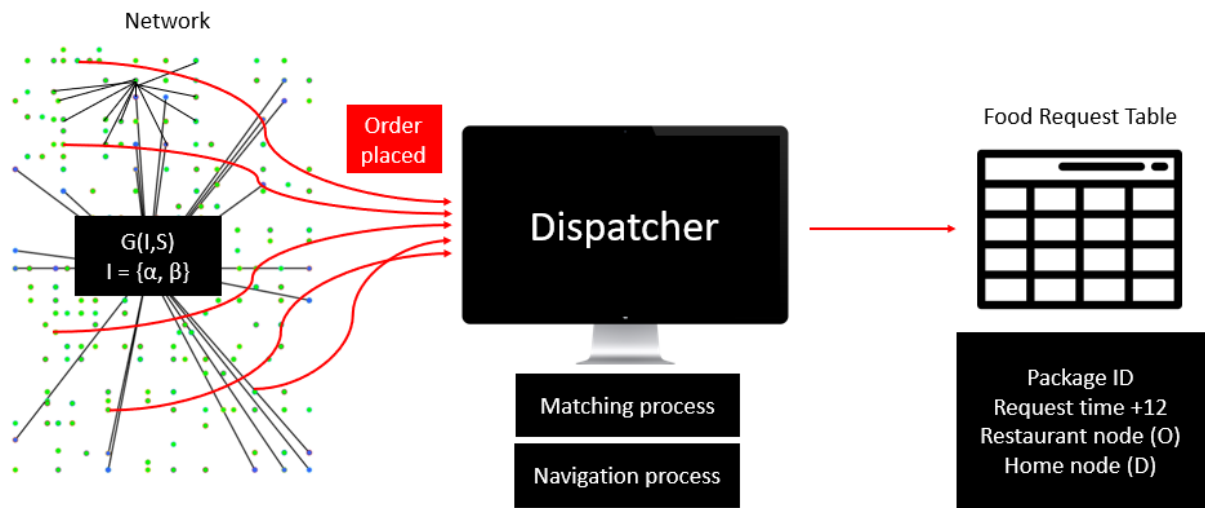 Network
G(I,S)
I = {α, β}
Order
placed
Dispatcher
Matching process
Navigation process
Food Request Table
Package ID
Request time +12
Restaurant node (O)
Home node (D)